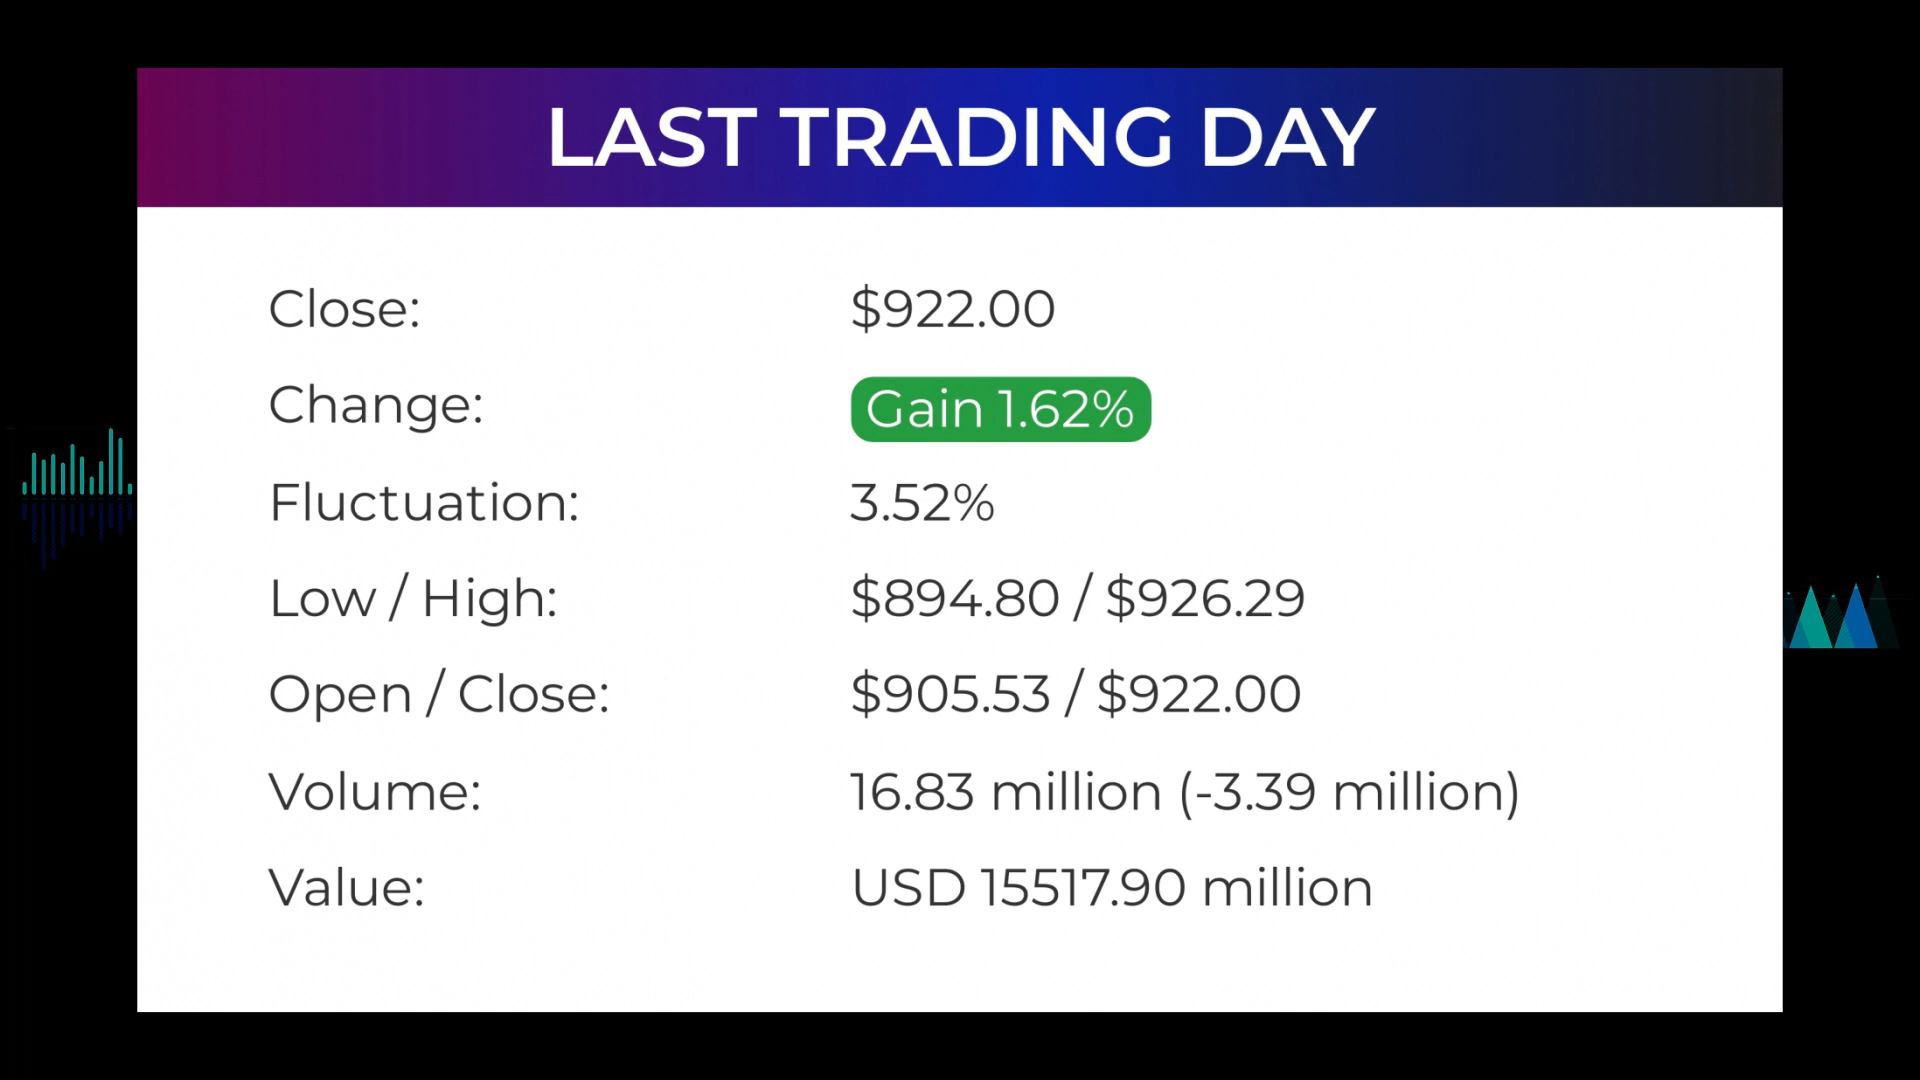 LAST TRADING DAY
Close: $922.00
Change: Gain 1.62%
Fluctuation: 3.52%
Low / High: $894.80 / $926.29
Open / Close: $905.53 / $922.00
Volume: 16.83 million (-3.39 million)
Value: USD 15517.90 million